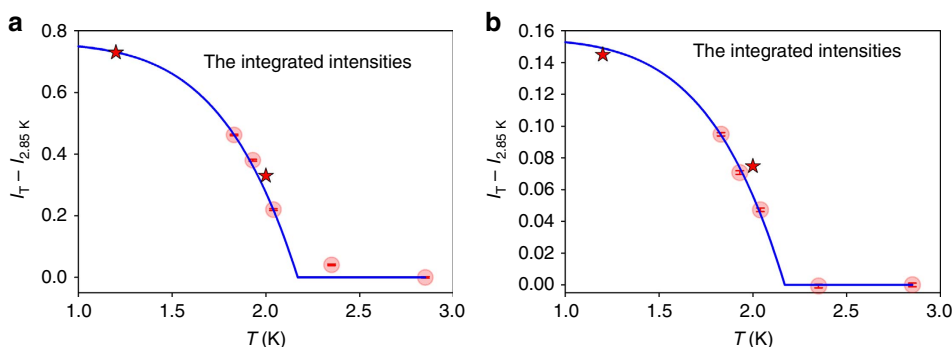 a
The integrated intensities
I_T − I_2.85 K
0.8
0.6
0.4
0.2
0.0
1.0 1.5 2.0 2.5 3.0
T (K)
b
The integrated intensities
I_T − I_2.85 K
0.16
0.14
0.12
0.10
0.08
0.06
0.04
0.02
0.00
1.0 1.5 2.0 2.5 3.0
T (K)